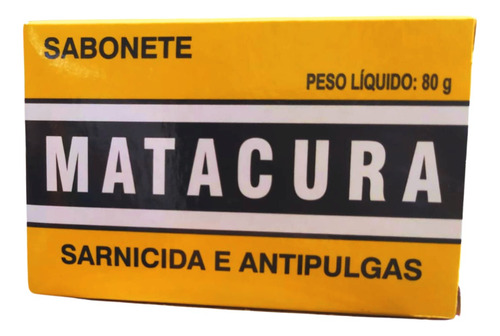 SABONETE
PESO LÍQUIDO: 80 g
MATACURA
SARNICIDA E ANTIPULGAS